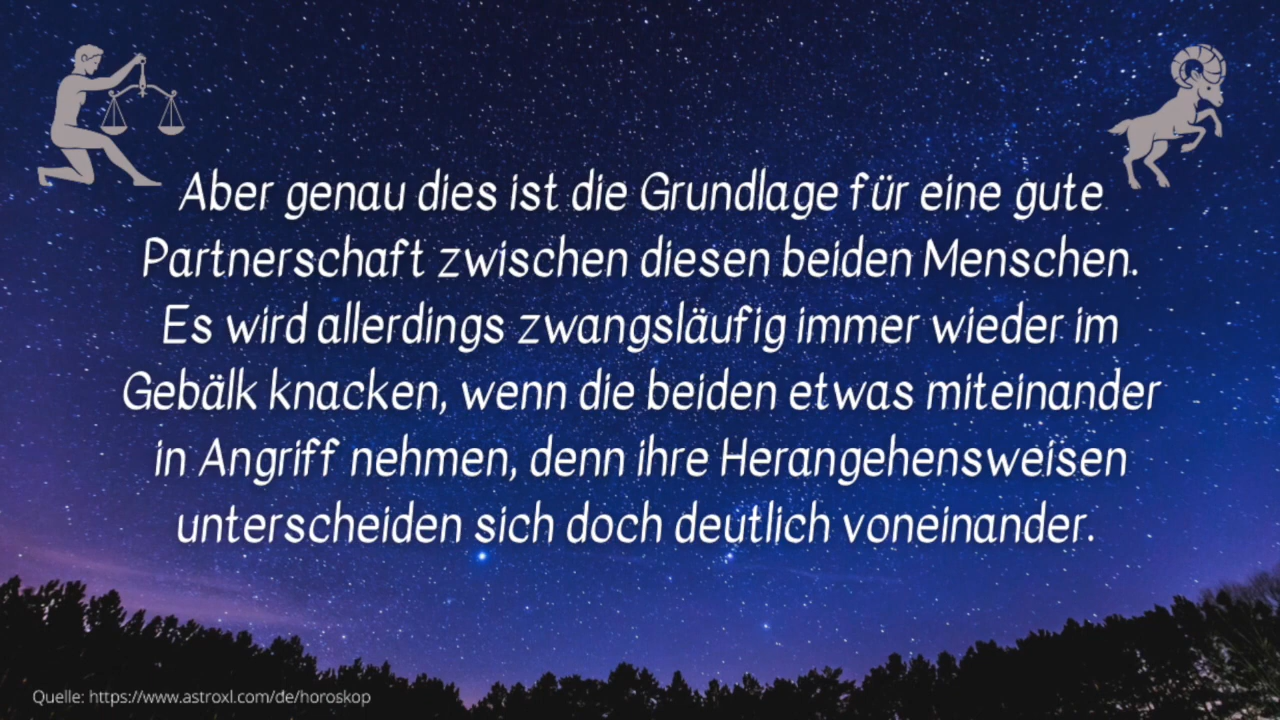 Aber genau dies ist die Grundlage für eine gute
Partnerschaft zwischen diesen beiden Menschen.
Es wird allerdings zwangsläufig immer wieder im
Gebälk knacken, wenn die beiden etwas miteinander
in Angriff nehmen, denn ihre Herangehensweisen
unterscheiden sich doch deutlich voneinander.
Quelle: https://www.astroxl.com/de/horoskop